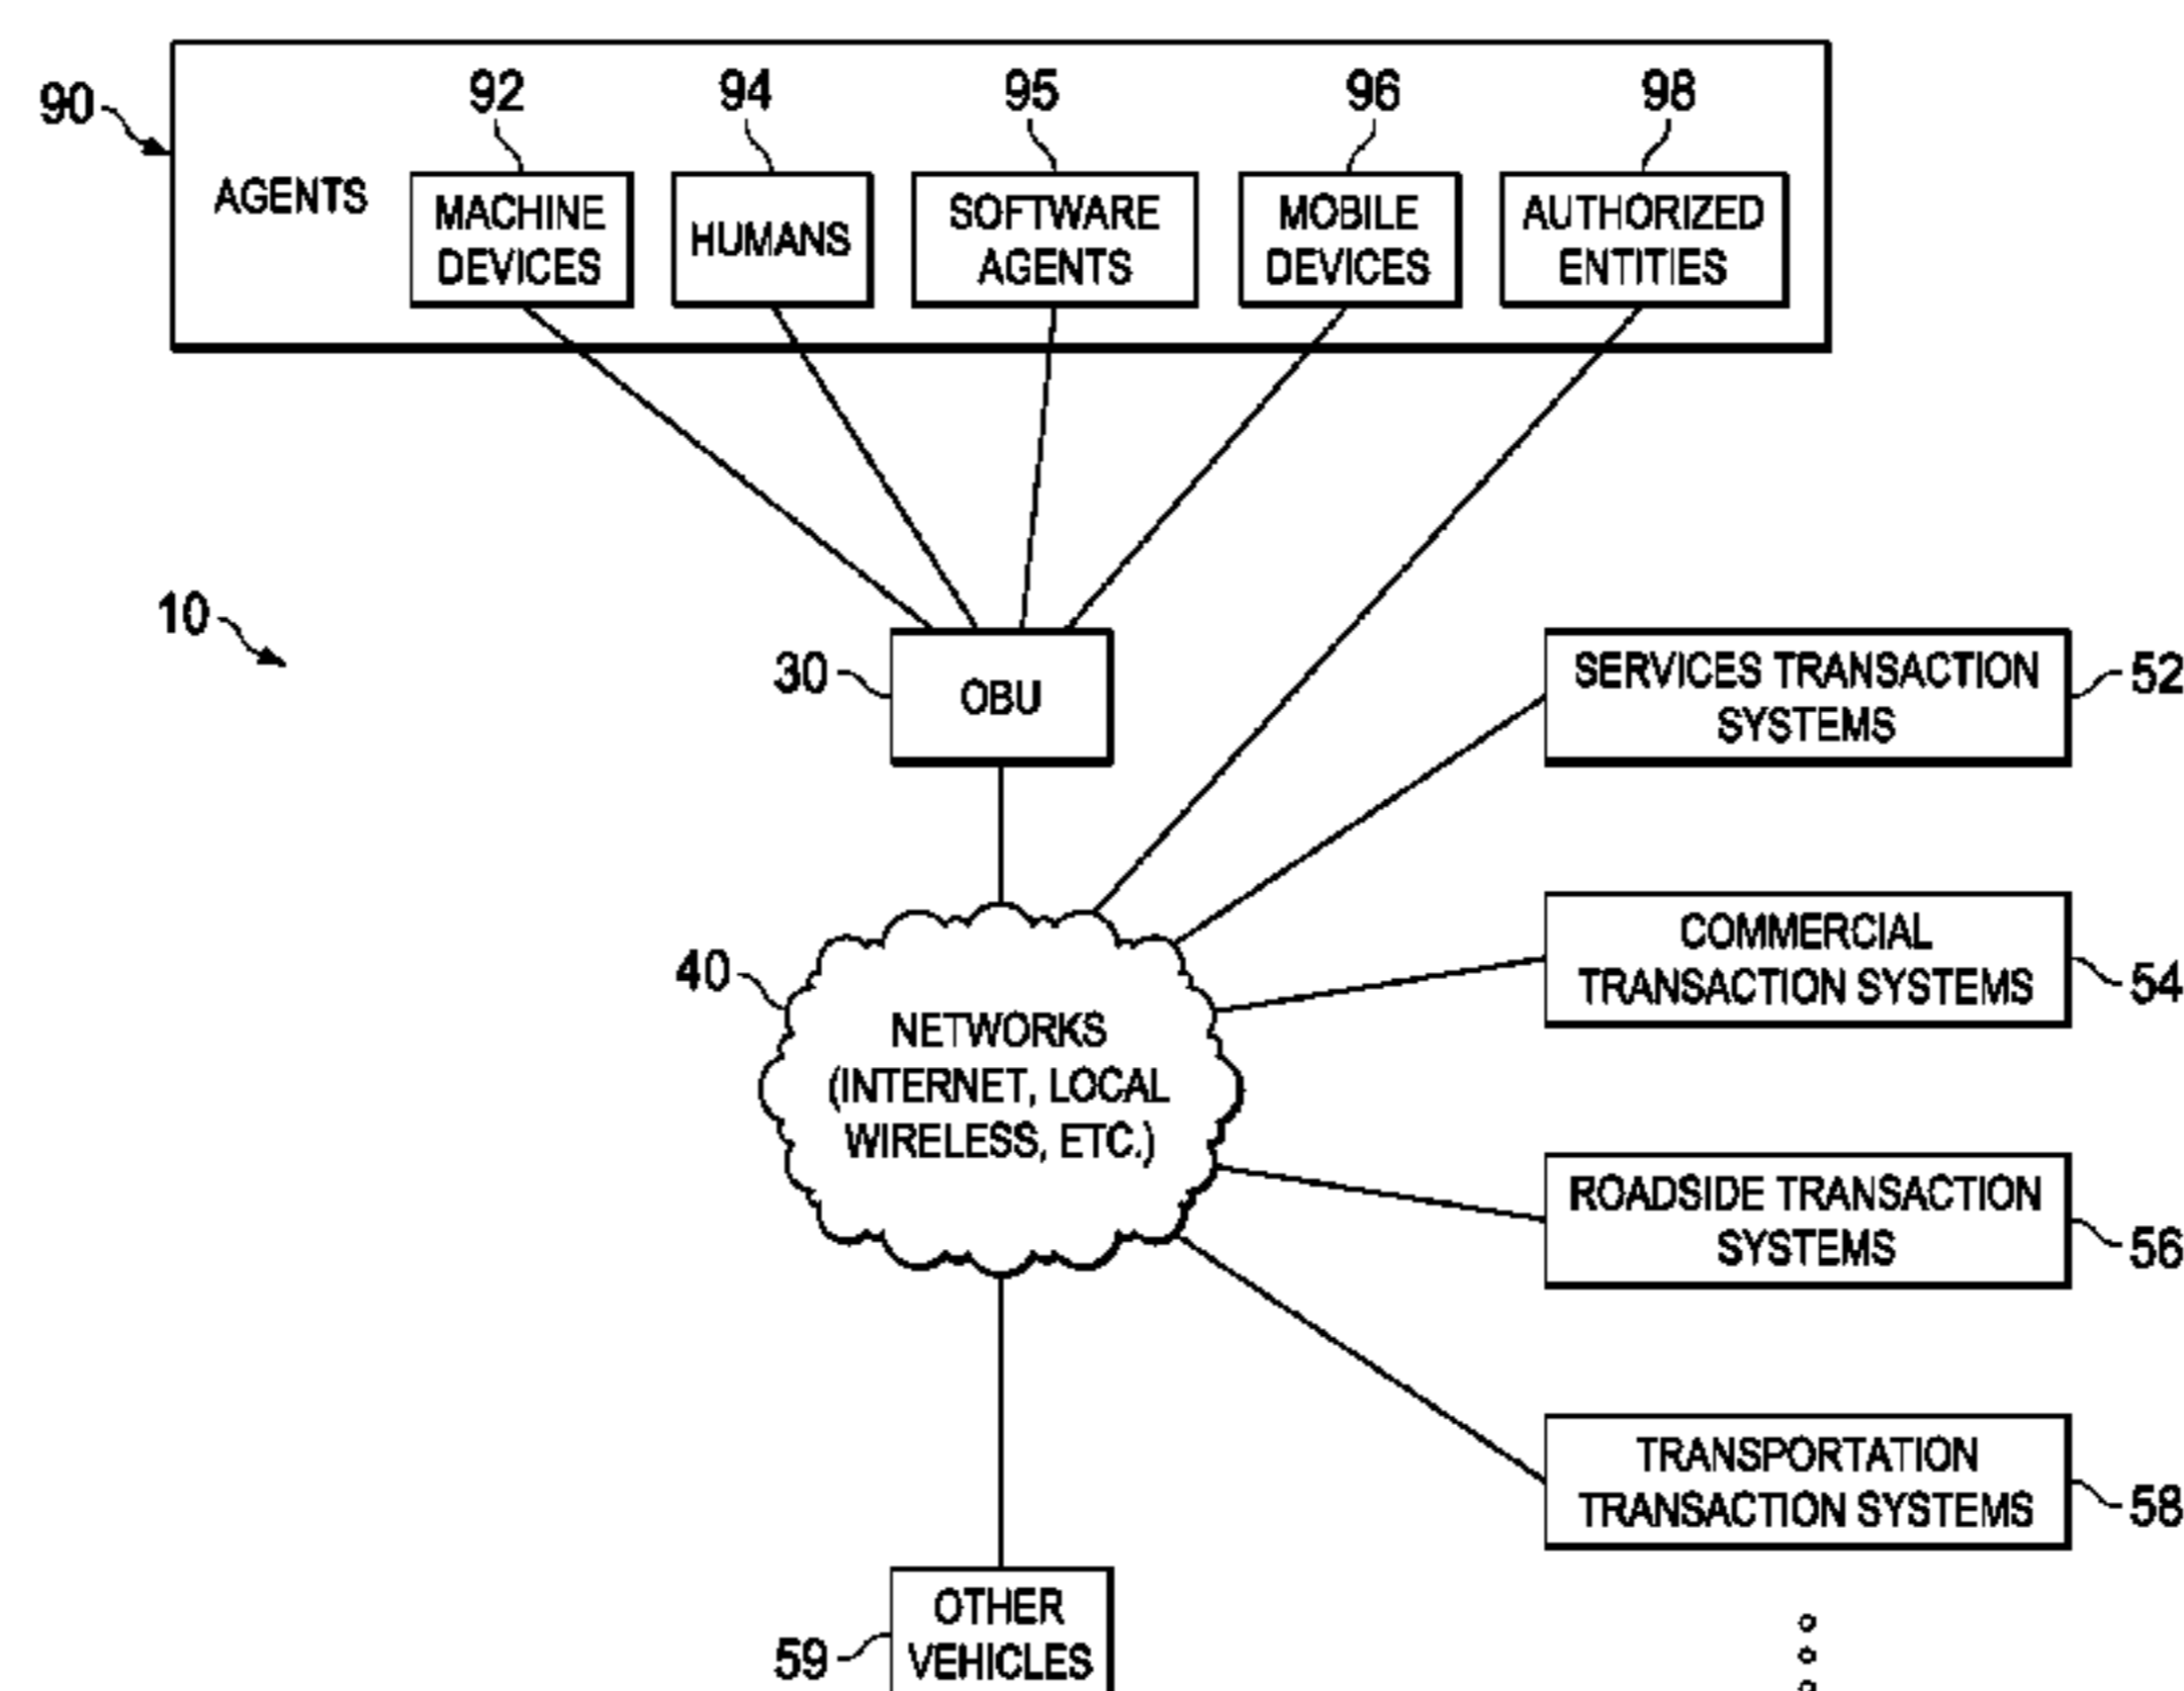 90
92
94
95
96
98
AGENTS
MACHINE
DEVICES
HUMANS
SOFTWARE
AGENTS
MOBILE
DEVICES
AUTHORIZED
ENTITIES
10
30
OBU
SERVICES TRANSACTION
SYSTEMS
52
40
NETWORKS
(INTERNET, LOCAL
WIRELESS, ETC.)
COMMERCIAL
TRANSACTION SYSTEMS
54
ROADSIDE TRANSACTION
SYSTEMS
56
TRANSPORTATION
TRANSACTION SYSTEMS
58
59
OTHER
VEHICLES